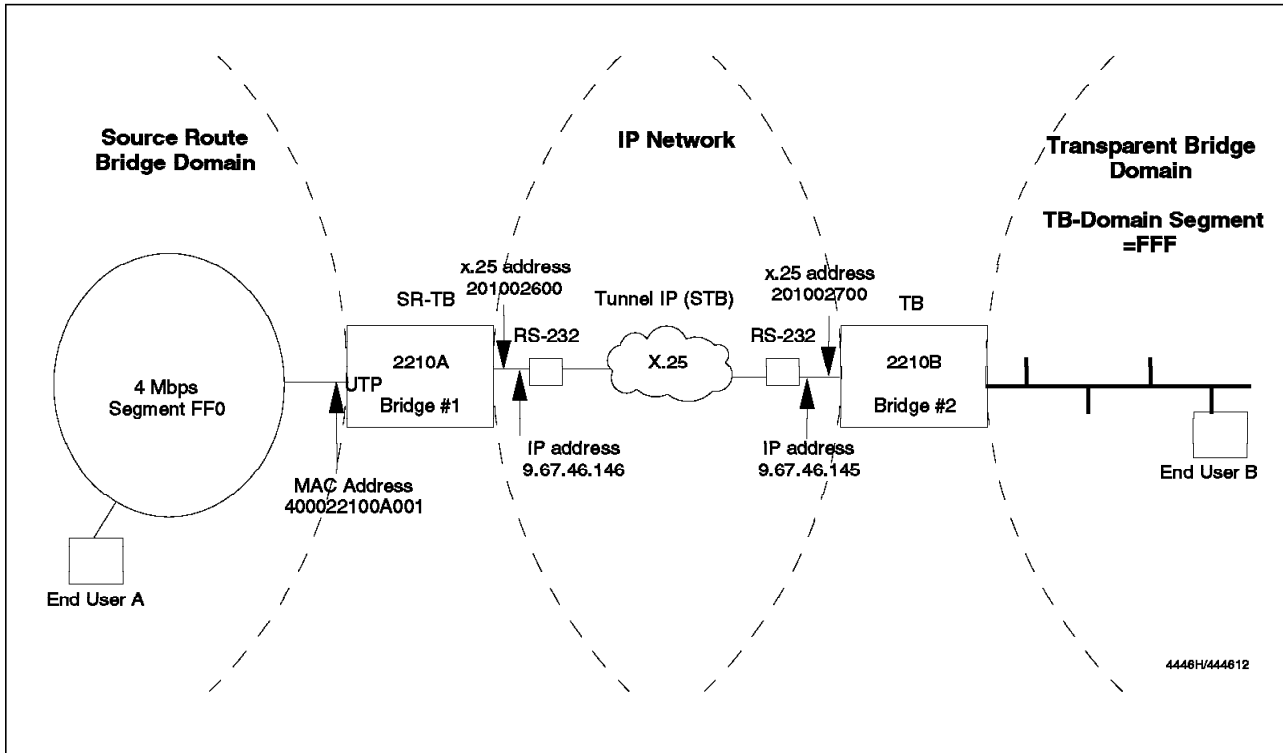 Source Route
Bridge Domain
IP Network
Transparent Bridge
Domain
TB-Domain Segment
=FFF
x.25 address
201002600
x.25 address
201002700
SR-TB
Tunnel IP (STB)
TB
RS-232
RS-232
2210A
X.25
2210B
4 Mbps
Segment FF0
UTP
Bridge #1
Bridge #2
IP address
9.67.46.146
IP address
9.67.46.145
End User B
MAC Address
400022100A001
End User A
4446H/444612